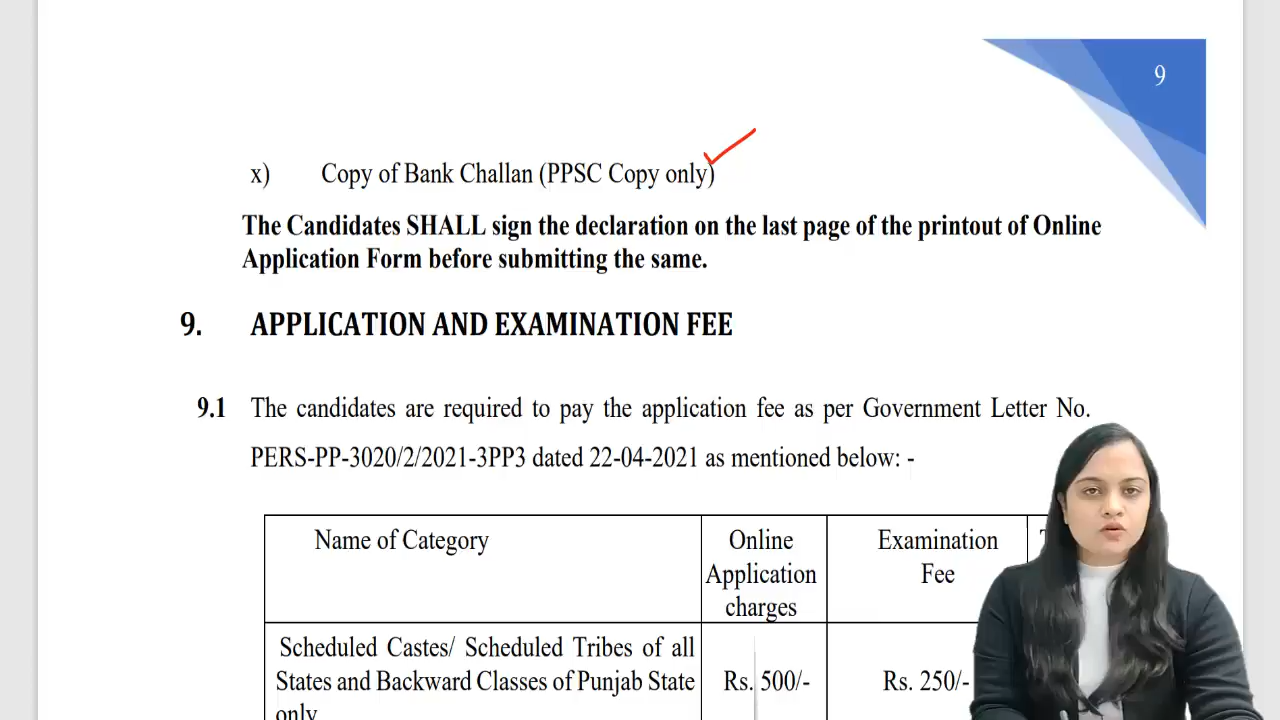 9
x) Copy of Bank Challan (PPSC Copy only)
The Candidates SHALL sign the declaration on the last page of the printout of Online
Application Form before submitting the same.
9. APPLICATION AND EXAMINATION FEE
9.1 The candidates are required to pay the application fee as per Government Letter No.
PERS-PP-3020/2/2021-3PP3 dated 22-04-2021 as mentioned below: -
Name of Category
Online
Application
charges
Examination
Fee
Scheduled Castes/ Scheduled Tribes of all
States and Backward Classes of Punjab State
only
Rs. 500/-
Rs. 250/-